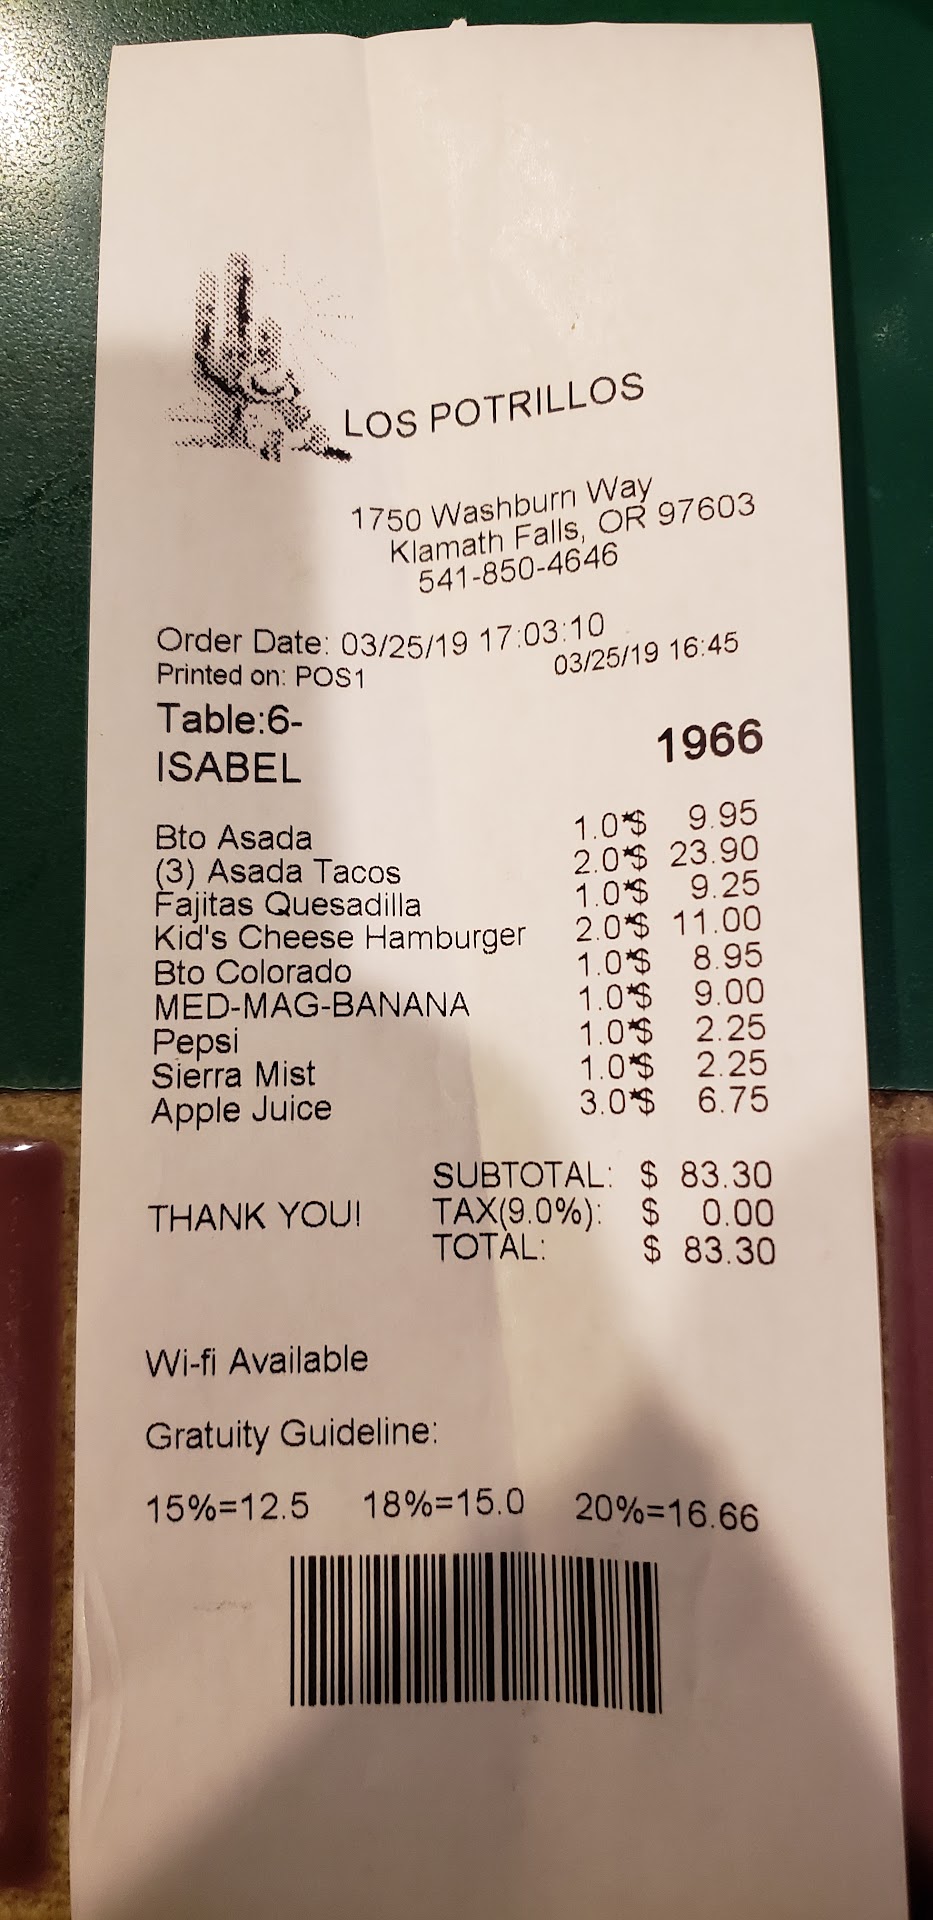 LOS POTRILLOS
1750 Washburn Way
Klamath Falls, OR 97603
541-850-4646
Order Date: 03/25/19 17:03:10
Printed on: POS1 03/25/19 16:45
Table:6-
ISABEL 1966
Bto Asada 1.0*$ 9.95
(3) Asada Tacos 2.0*$ 23.90
Fajitas Quesadilla 1.0*$ 9.25
Kid's Cheese Hamburger 2.0*$ 11.00
Bto Colorado 1.0*$ 8.95
MED-MAG-BANANA 1.0*$ 9.00
Pepsi 1.0*$ 2.25
Sierra Mist 1.0*$ 2.25
Apple Juice 3.0*$ 6.75
SUBTOTAL: $ 83.30
THANK YOU! TAX(9.0%): $ 0.00
TOTAL: $ 83.30
Wi-fi Available
Gratuity Guideline:
15%=12.5 18%=15.0 20%=16.66